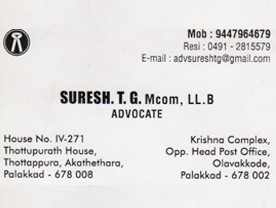 Mob : 9447964679
Resi : 0491 - 2815579
E-mail : advsureshtg@gmail.com
SURESH. T. G. Mcom, LL.B
ADVOCATE
House No. IV-271
Thottupurath House,
Thottappura, Akathethara,
Palakkad - 678 008
Krishna Complex,
Opp. Head Post Office,
Olavakkode,
Palakkad - 678 002